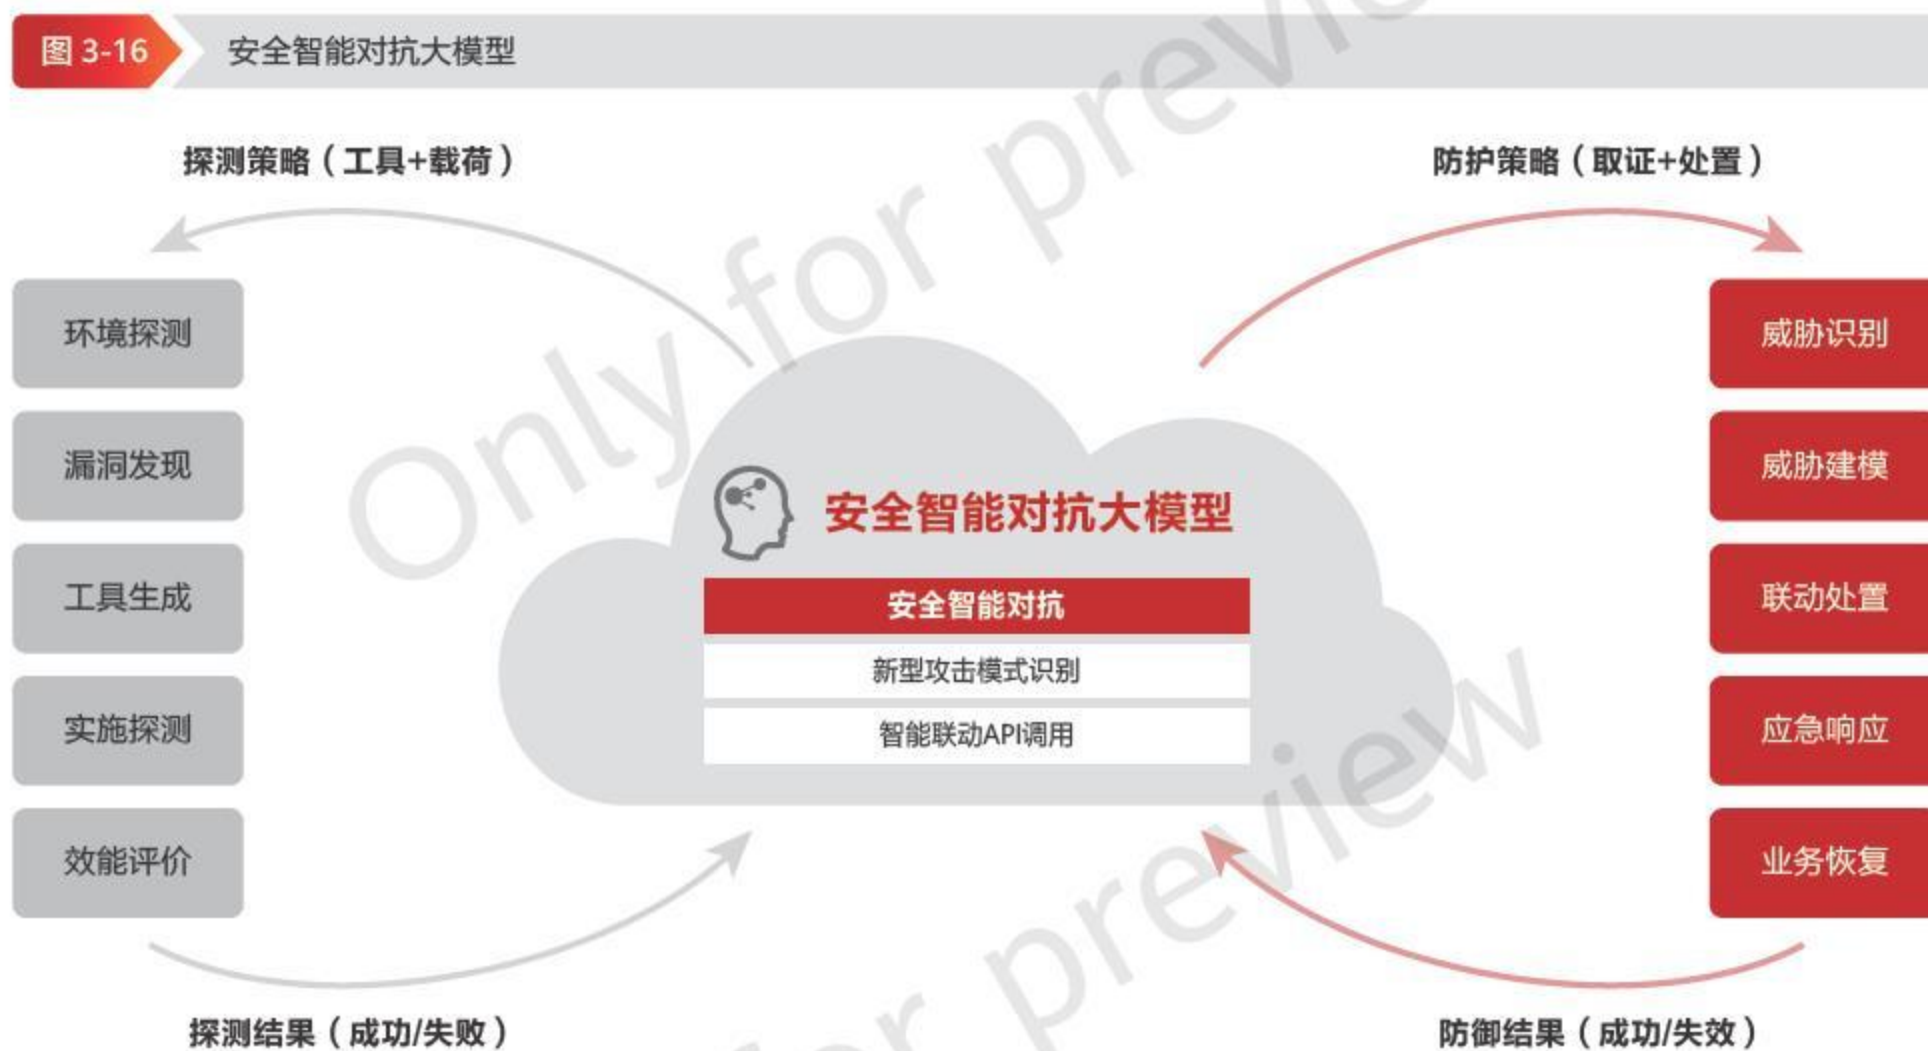 图 3-16
安全智能对抗大模型
探测策略（工具+载荷）
防护策略（取证+处置）
环境探测
漏洞发现
工具生成
实施探测
效能评价
安全智能对抗大模型
安全智能对抗
新型攻击模式识别
智能联动API调用
威胁识别
威胁建模
联动处置
应急响应
业务恢复
探测结果（成功/失败）
防御结果（成功/失效）
Only for preview
for preview